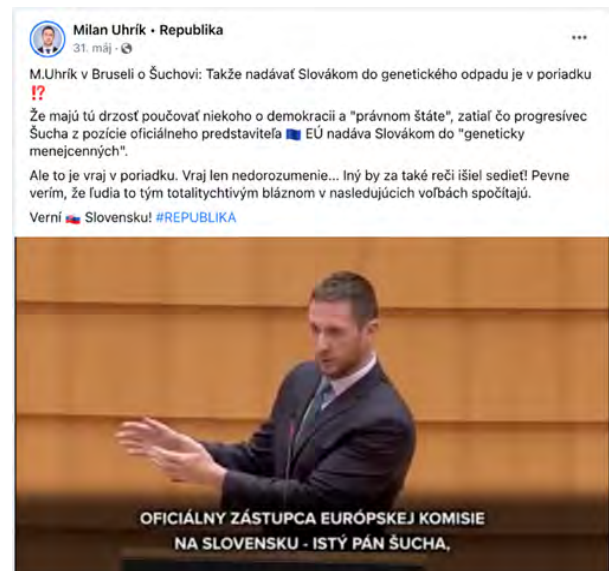 Milan Uhrík • Republika
31. máj ·
M.Uhrík v Bruseli o Šuchovi: Takže nadávať Slovákom do genetického odpadu je v poriadku
⁉️
Že majú tú drzosť poučovať niekoho o demokracii a "právnom štáte", zatiaľ čo progresívec
Šucha z pozície oficiálneho predstaviteľa 🇪🇺 EÚ nadáva Slovákom do "geneticky
menejcenných".
Ale to je vraj v poriadku. Vraj len nedorozumenie... Iný by za také reči išiel sedieť! Pevne
verím, že ľudia to tým totalitychtivým bláznom v nasledujúcich voľbách spočítajú.
Verní 🇸🇰 Slovensku! #REPUBLIKA
OFICIÁLNY ZÁSTUPCA EURÓPSKEJ KOMISIE
NA SLOVENSKU - ISTÝ PÁN ŠUCHA,